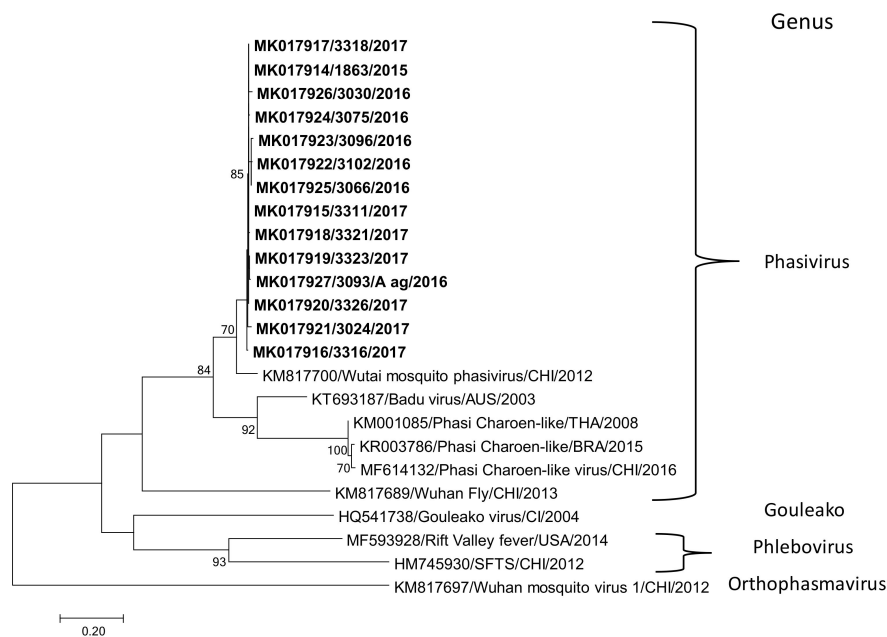 Genus
MK017917/3318/2017
MK017914/1863/2015
MK017926/3030/2016
MK017924/3075/2016
MK017923/3096/2016
MK017922/3102/2016
85
MK017925/3066/2016
MK017915/3311/2017
MK017918/3321/2017
MK017919/3323/2017
Phasivirus
MK017927/3093/A ag/2016
MK017920/3326/2017
MK017921/3024/2017
70
MK017916/3316/2017
84
KM817700/Wutai mosquito phasivirus/CHI/2012
KT693187/Badu virus/AUS/2003
KM001085/Phasi Charoen-like/THA/2008
92
KR003786/Phasi Charoen-like/BRA/2015
100
70
MF614132/Phasi Charoen-like virus/CHI/2016
KM817689/Wuhan Fly/CHI/2013
Gouleako
HQ541738/Gouleako virus/CI/2004
MF593928/Rift Valley fever/USA/2014
Phlebovirus
93
HM745930/SFTS/CHI/2012
KM817697/Wuhan mosquito virus 1/CHI/2012
Orthophasmavirus
0.20